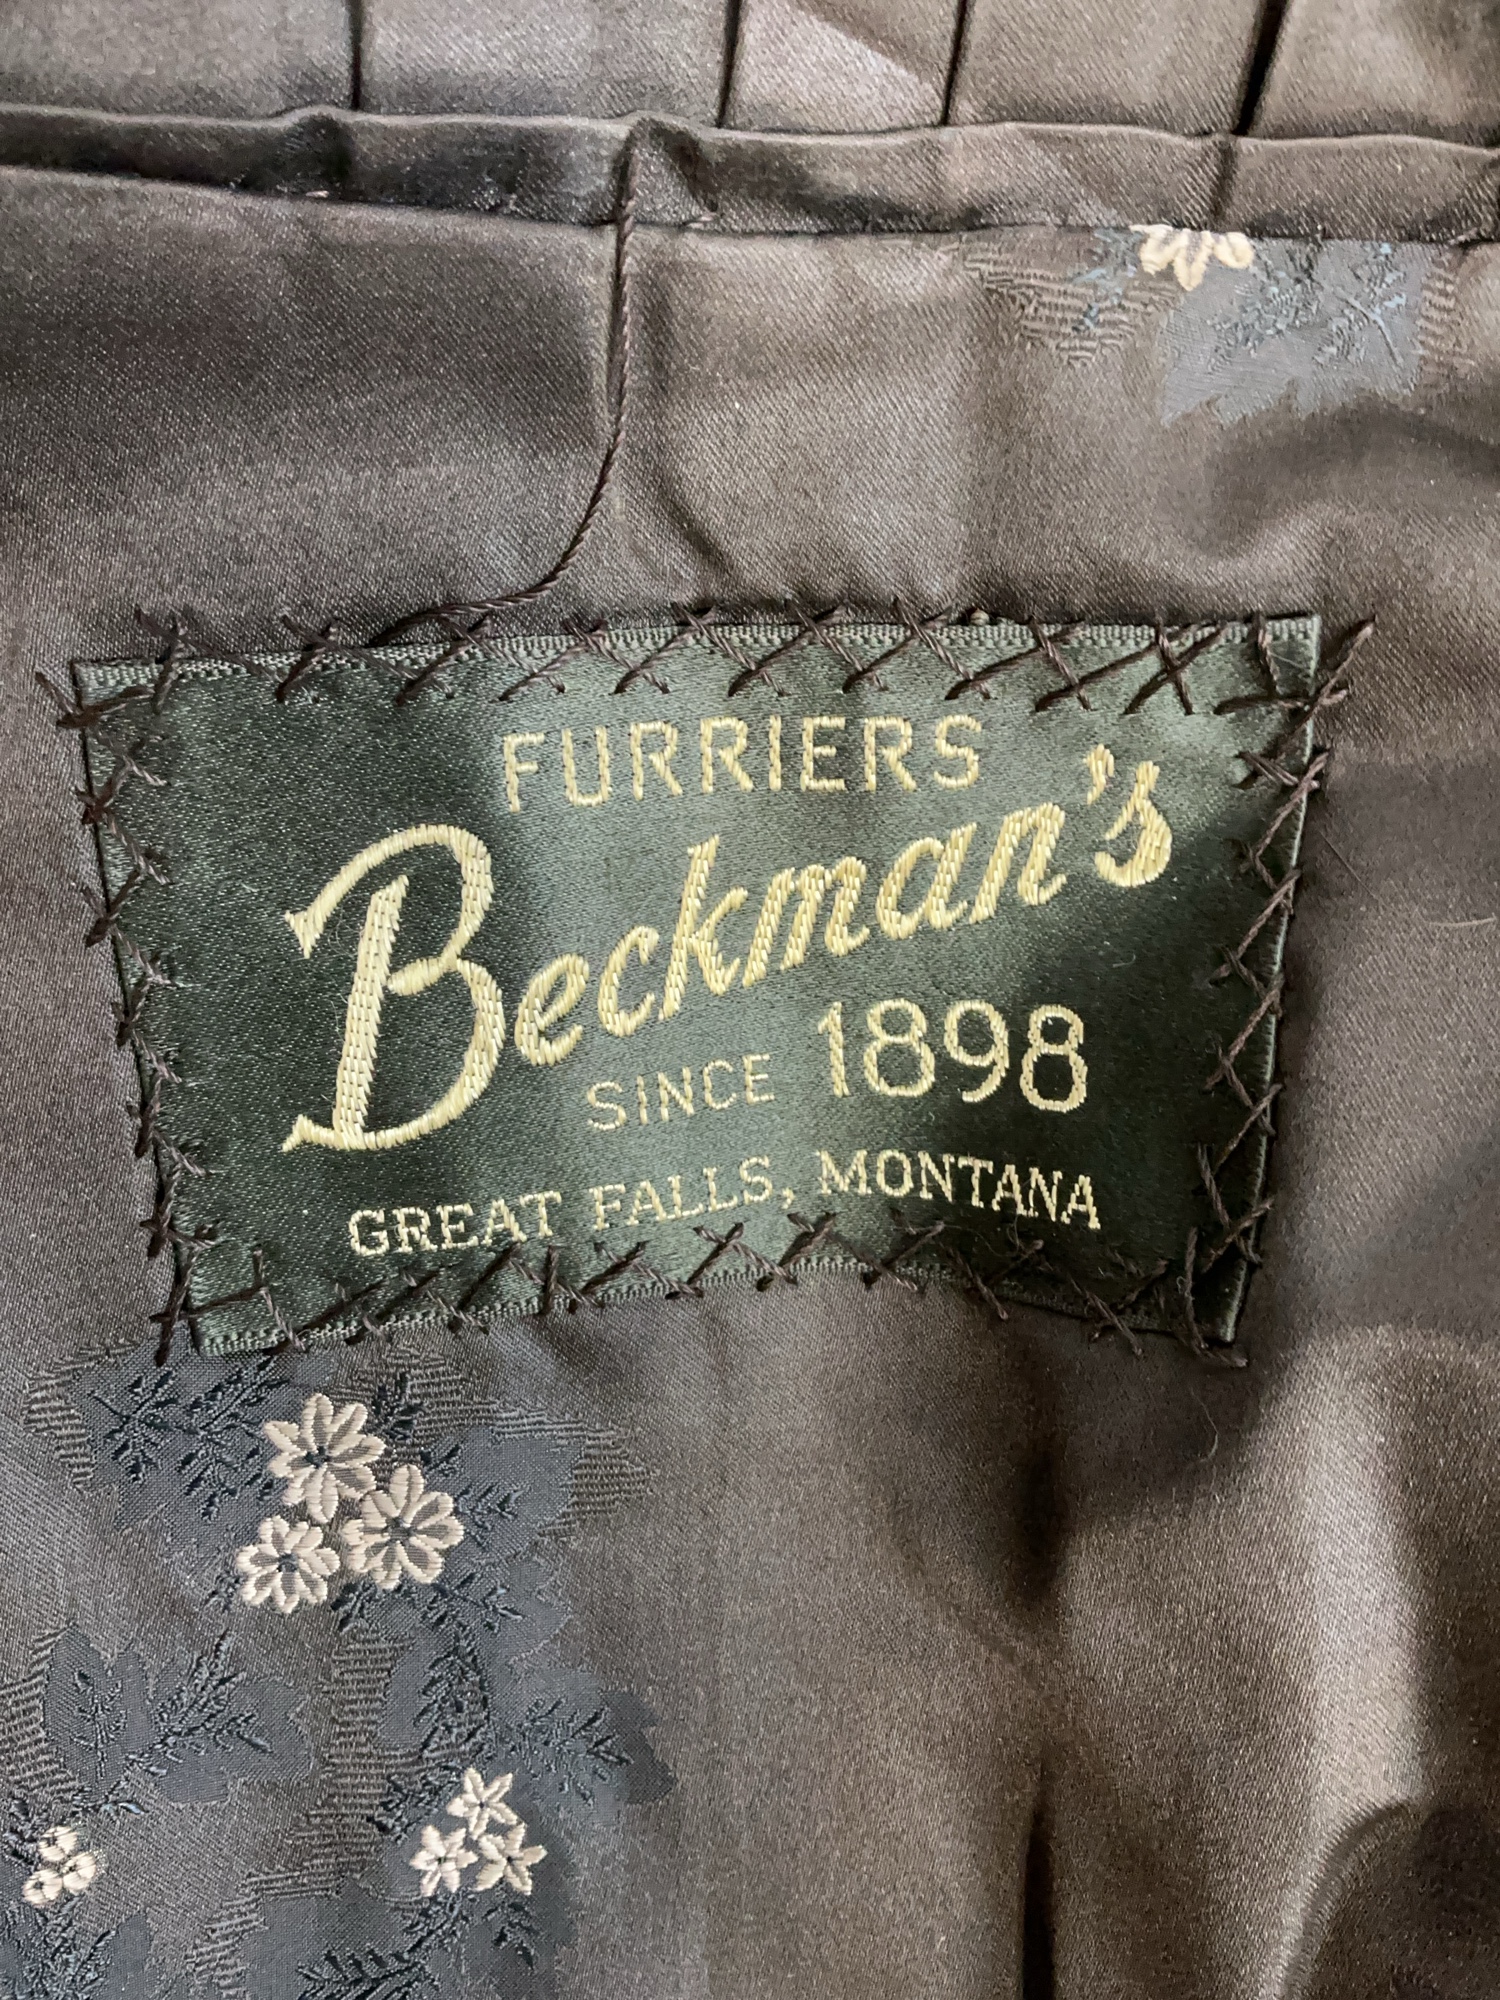 FURRIERS
Beckman's
SINCE 1898
GREAT FALLS, MONTANA